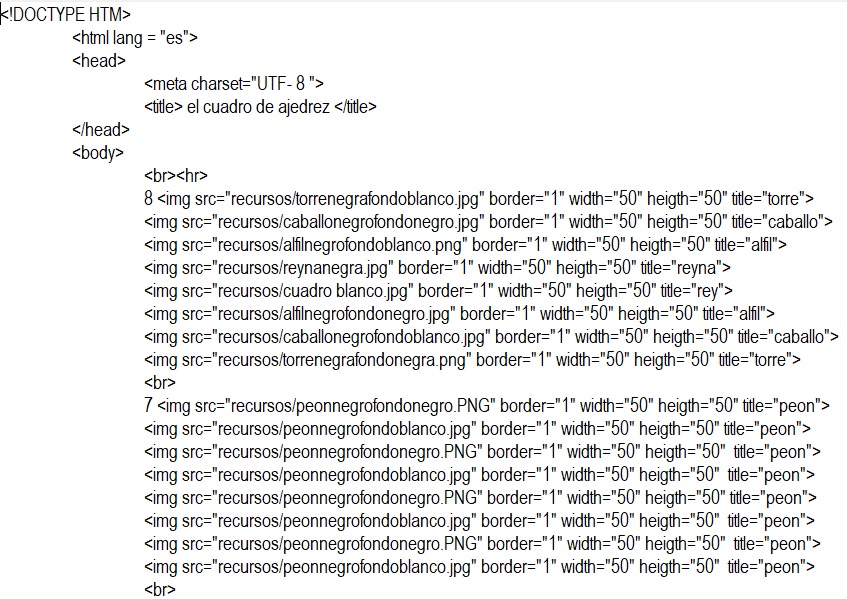 <!DOCTYPE HTM>
<html lang = "es">
<head>
<meta charset="UTF- 8 ">
<title> el cuadro de ajedrez </title>
</head>
<body>
<br><hr>
8 <img src="recursos/torrenegrafondoblanco.jpg" border="1" width="50" heigth="50" title="torre">
<img src="recursos/caballonegrofondonegro.jpg" border="1" width="50" heigth="50" title="caballo">
<img src="recursos/alfilnegrofondoblanco.png" border="1" width="50" heigth="50" title="alfil">
<img src="recursos/reynanegra.jpg" border="1" width="50" heigth="50" title="reyna">
<img src="recursos/cuadro blanco.jpg" border="1" width="50" heigth="50" title="rey">
<img src="recursos/alfilnegrofondonegro.jpg" border="1" width="50" heigth="50" title="alfil">
<img src="recursos/caballonegrofondoblanco.jpg" border="1" width="50" heigth="50" title="caballo">
<img src="recursos/torrenegrafondonegra.png" border="1" width="50" heigth="50" title="torre">
<br>
7 <img src="recursos/peonnegrofondonegro.PNG" border="1" width="50" heigth="50" title="peon">
<img src="recursos/peonnegrofondoblanco.jpg" border="1" width="50" heigth="50" title="peon">
<img src="recursos/peonnegrofondonegro.PNG" border="1" width="50" heigth="50"  title="peon">
<img src="recursos/peonnegrofondoblanco.jpg" border="1" width="50" heigth="50"  title="peon">
<img src="recursos/peonnegrofondonegro.PNG" border="1" width="50" heigth="50"  title="peon">
<img src="recursos/peonnegrofondoblanco.jpg" border="1" width="50" heigth="50"  title="peon">
<img src="recursos/peonnegrofondonegro.PNG" border="1" width="50" heigth="50"  title="peon">
<img src="recursos/peonnegrofondoblanco.jpg" border="1" width="50" heigth="50"  title="peon">
<br>